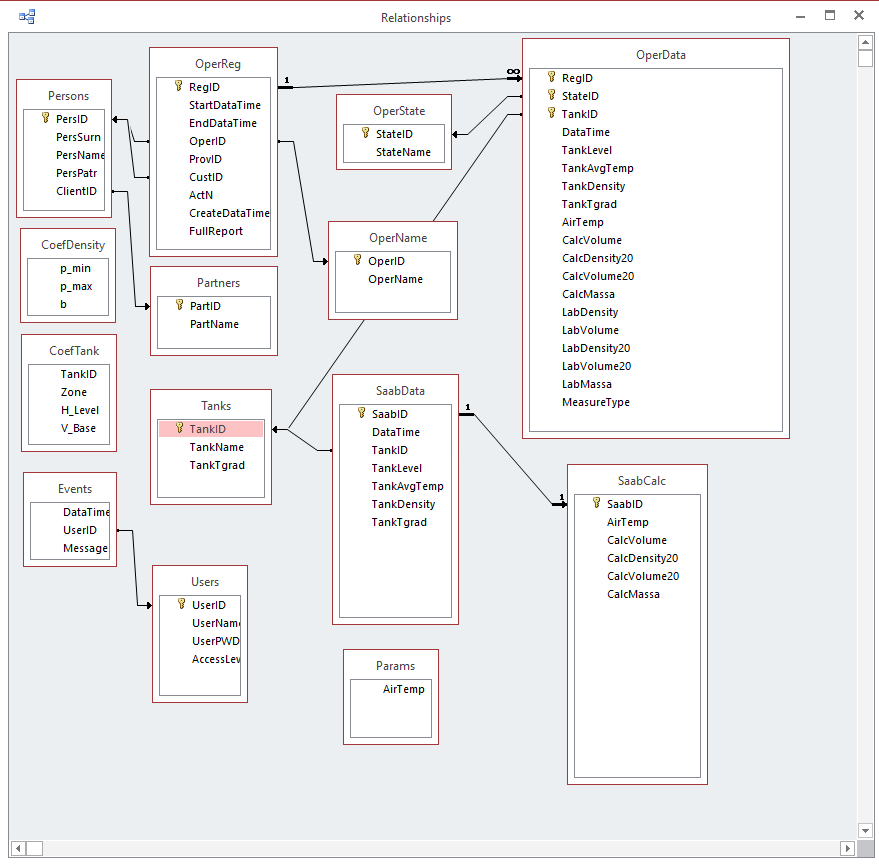 Relationships
OperReg
RegID
StartDataTime
EndDataTime
OperID
ProvID
CustID
ActN
CreateDataTime
FullReport
1
∞
OperData
RegID
StateID
TankID
DataTime
TankLevel
TankAvgTemp
TankDensity
TankTgrad
AirTemp
CalcVolume
CalcDensity20
CalcVolume20
CalcMassa
LabDensity
LabVolume
LabDensity20
LabVolume20
LabMassa
MeasureType
Persons
PersID
PersSurn
PersName
PersPatr
ClientID
OperState
StateID
StateName
CoefDensity
p_min
p_max
b
OperName
OperID
OperName
Partners
PartID
PartName
CoefTank
TankID
Zone
H_Level
V_Base
Tanks
TankID
TankName
TankTgrad
SaabData
SaabID
DataTime
TankID
TankLevel
TankAvgTemp
TankDensity
TankTgrad
1
1
SaabCalc
SaabID
AirTemp
CalcVolume
CalcDensity20
CalcVolume20
CalcMassa
Events
DataTime
UserID
Message
Users
UserID
UserName
UserPWD
AccessLev
Params
AirTemp